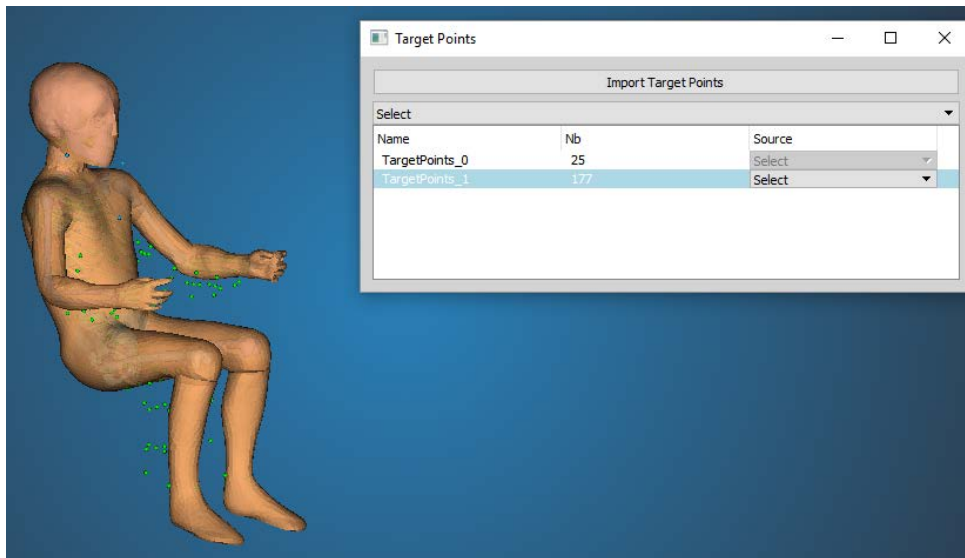 Target Points
Import Target Points
Select
Name Nb Source
TargetPoints_0 25 Select
TargetPoints_1 177 Select